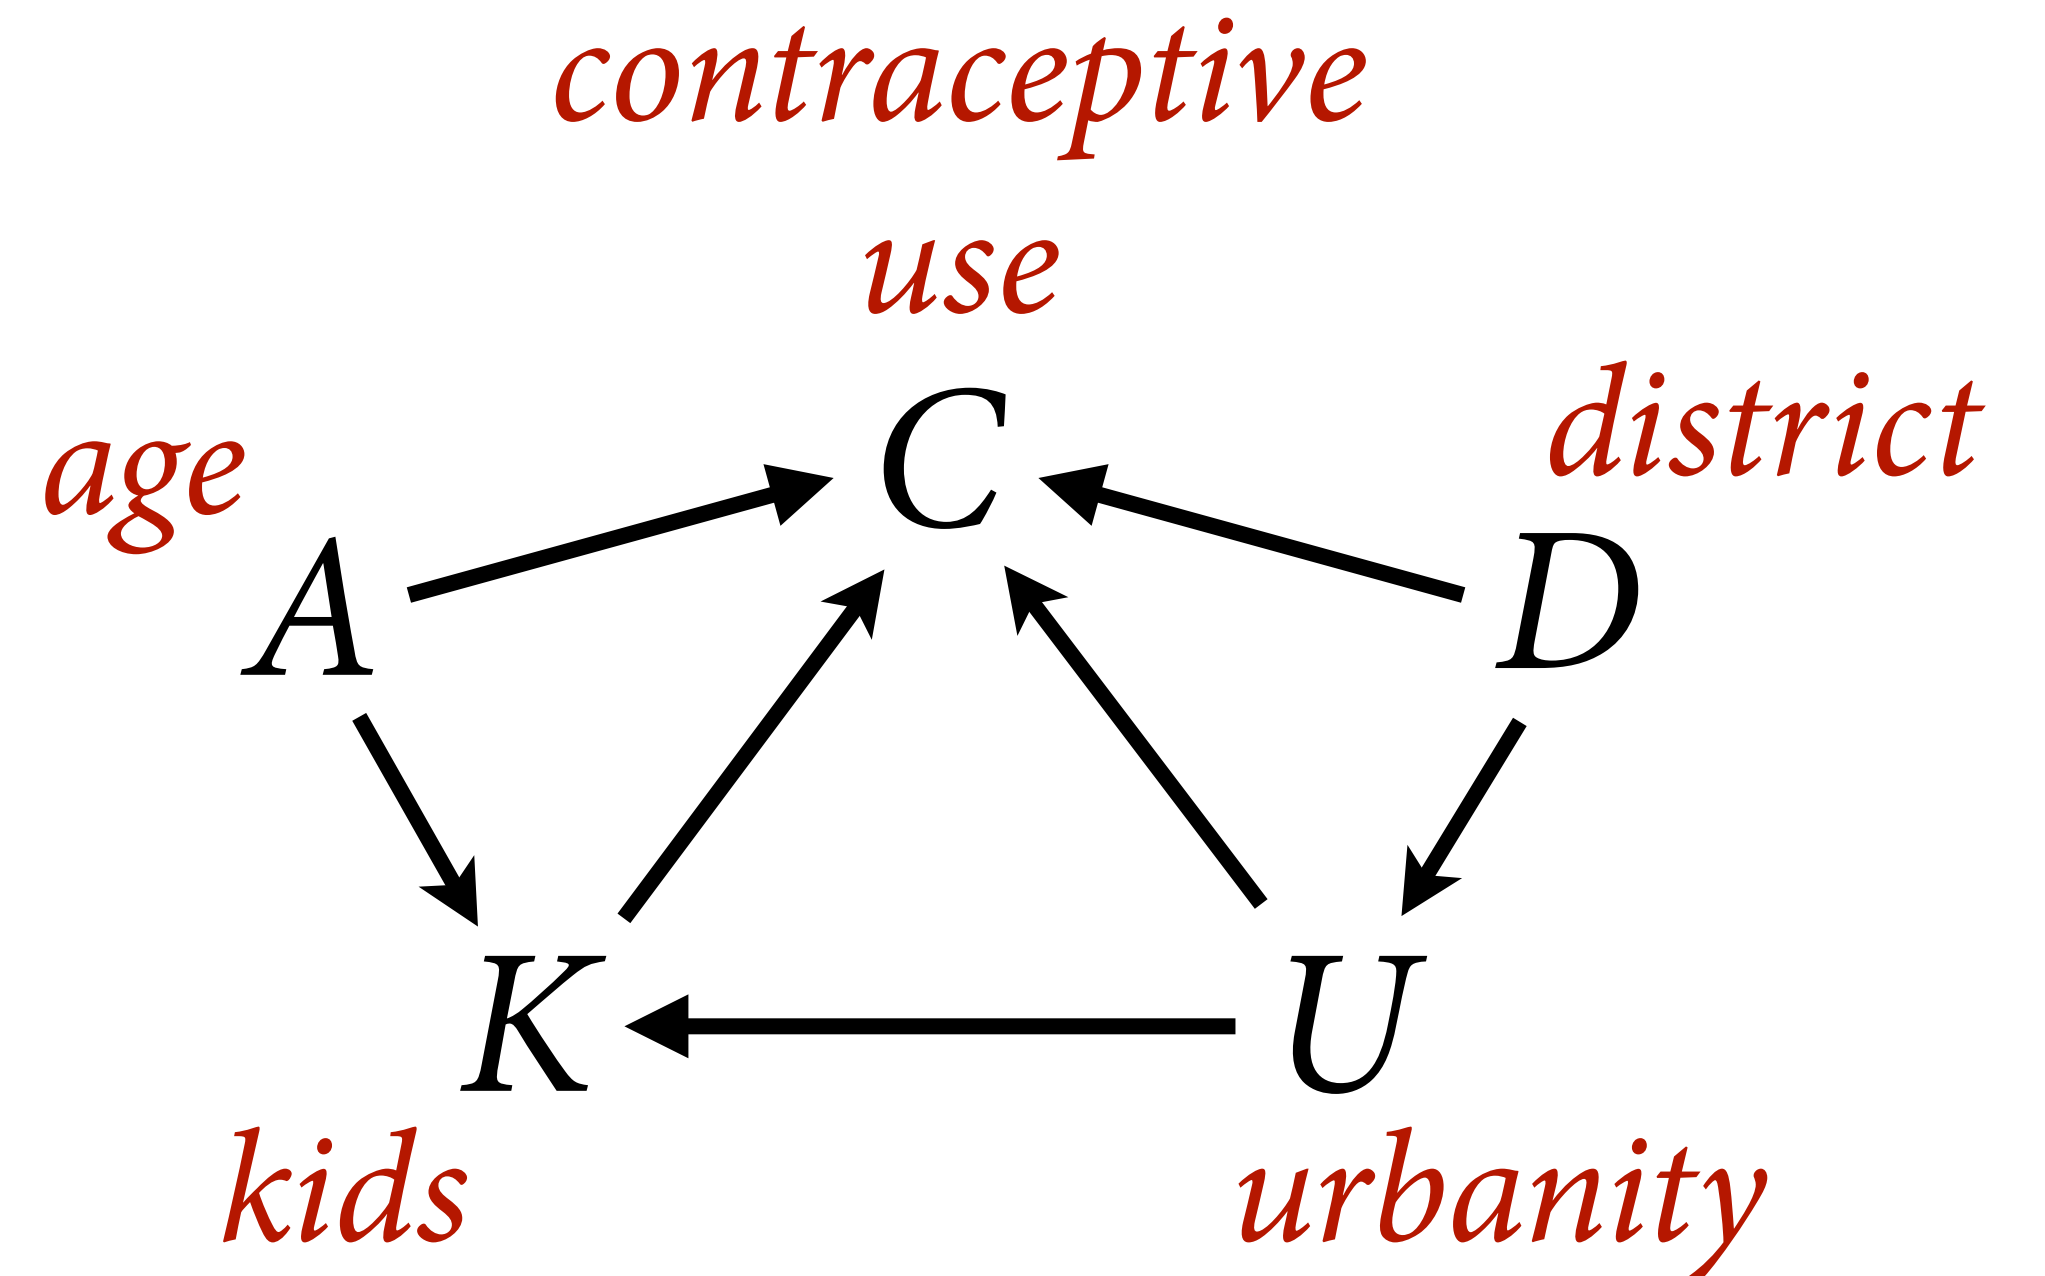 contraceptive
use
C
age
district
A
D
K
U
kids
urbanity